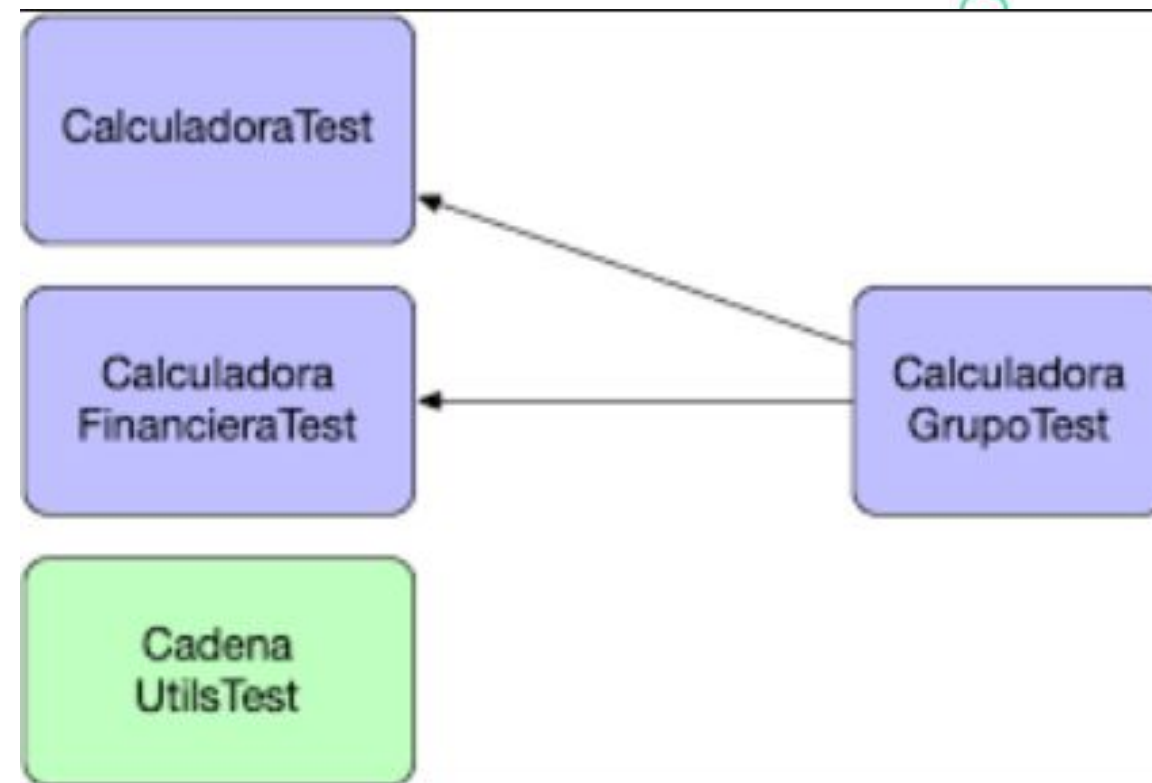 CalculadoraTest
Calculadora
FinancieraTest
Calculadora
GrupoTest
Cadena
UtilsTest